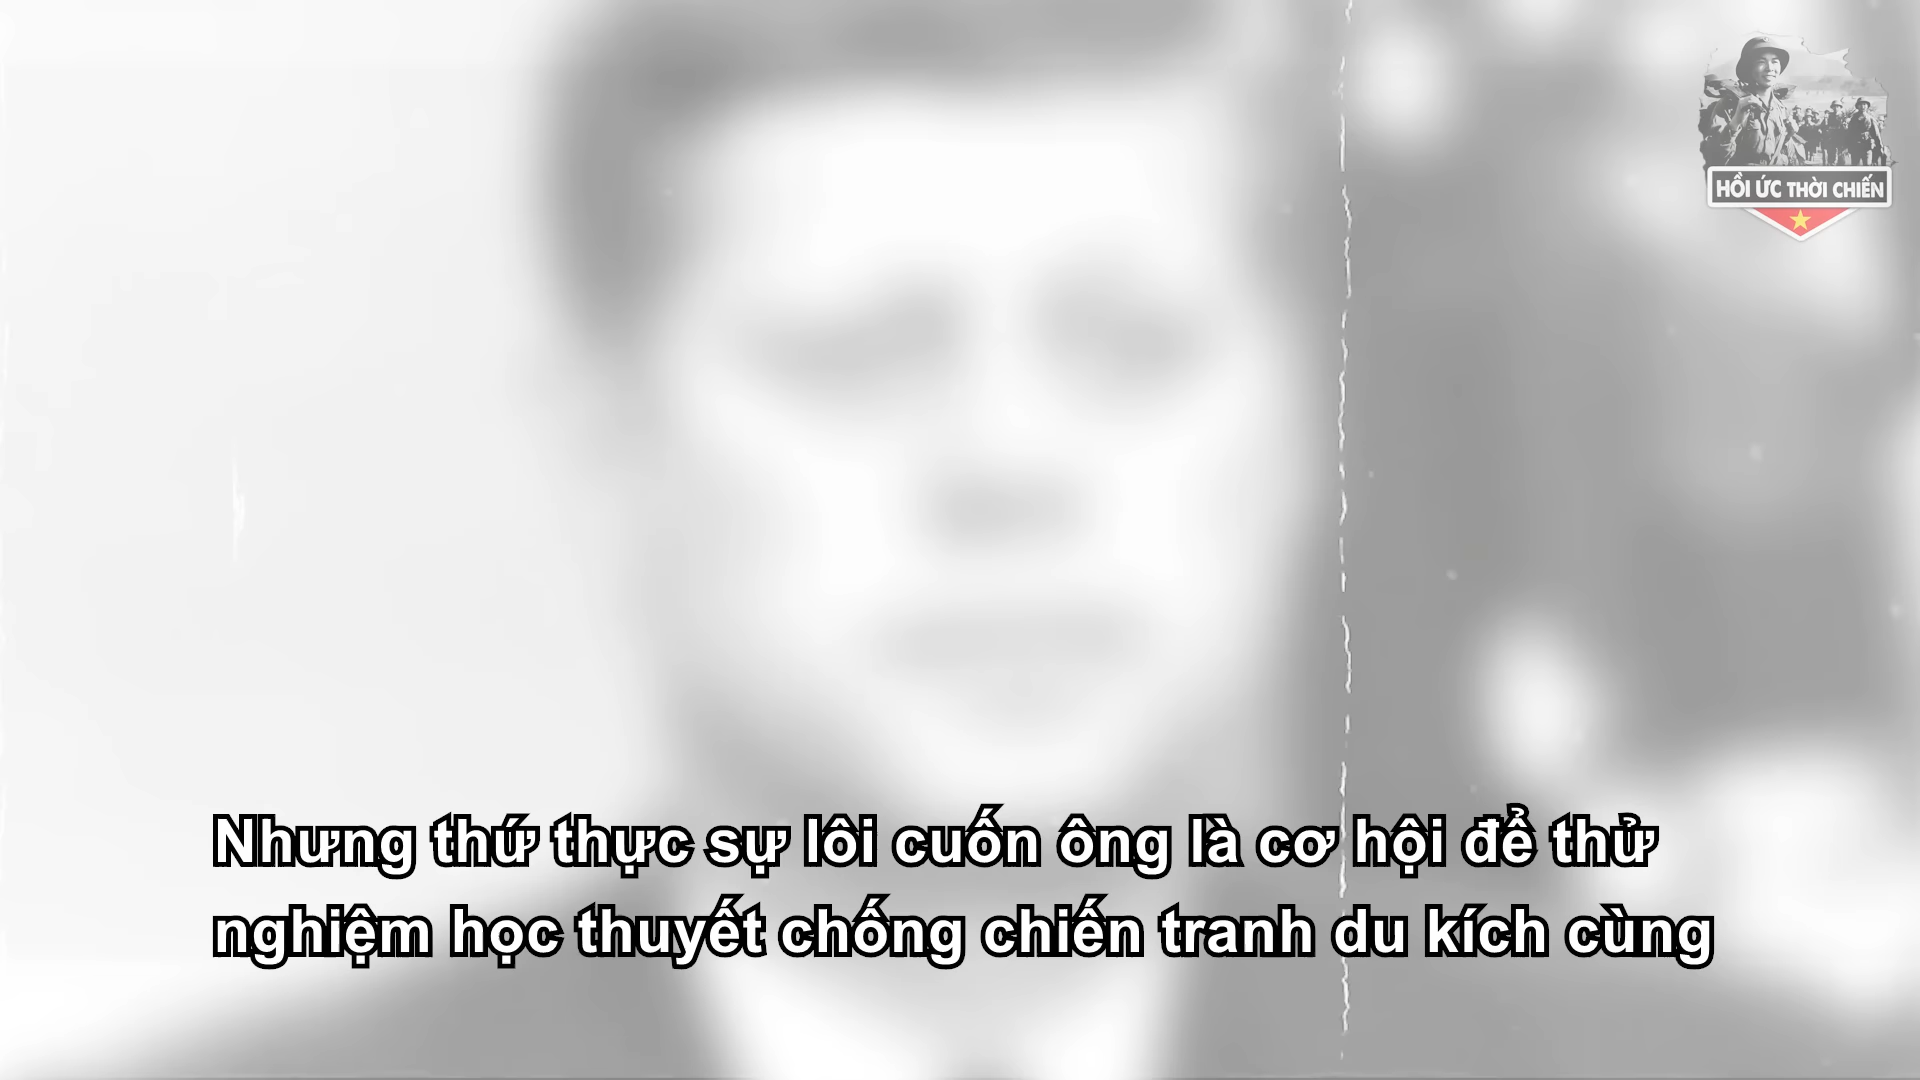 HỒI ỨC THỜI CHIẾN
Nhưng thứ thực sự lôi cuốn ông là cơ hội để thử
nghiệm học thuyết chống chiến tranh du kích cùng